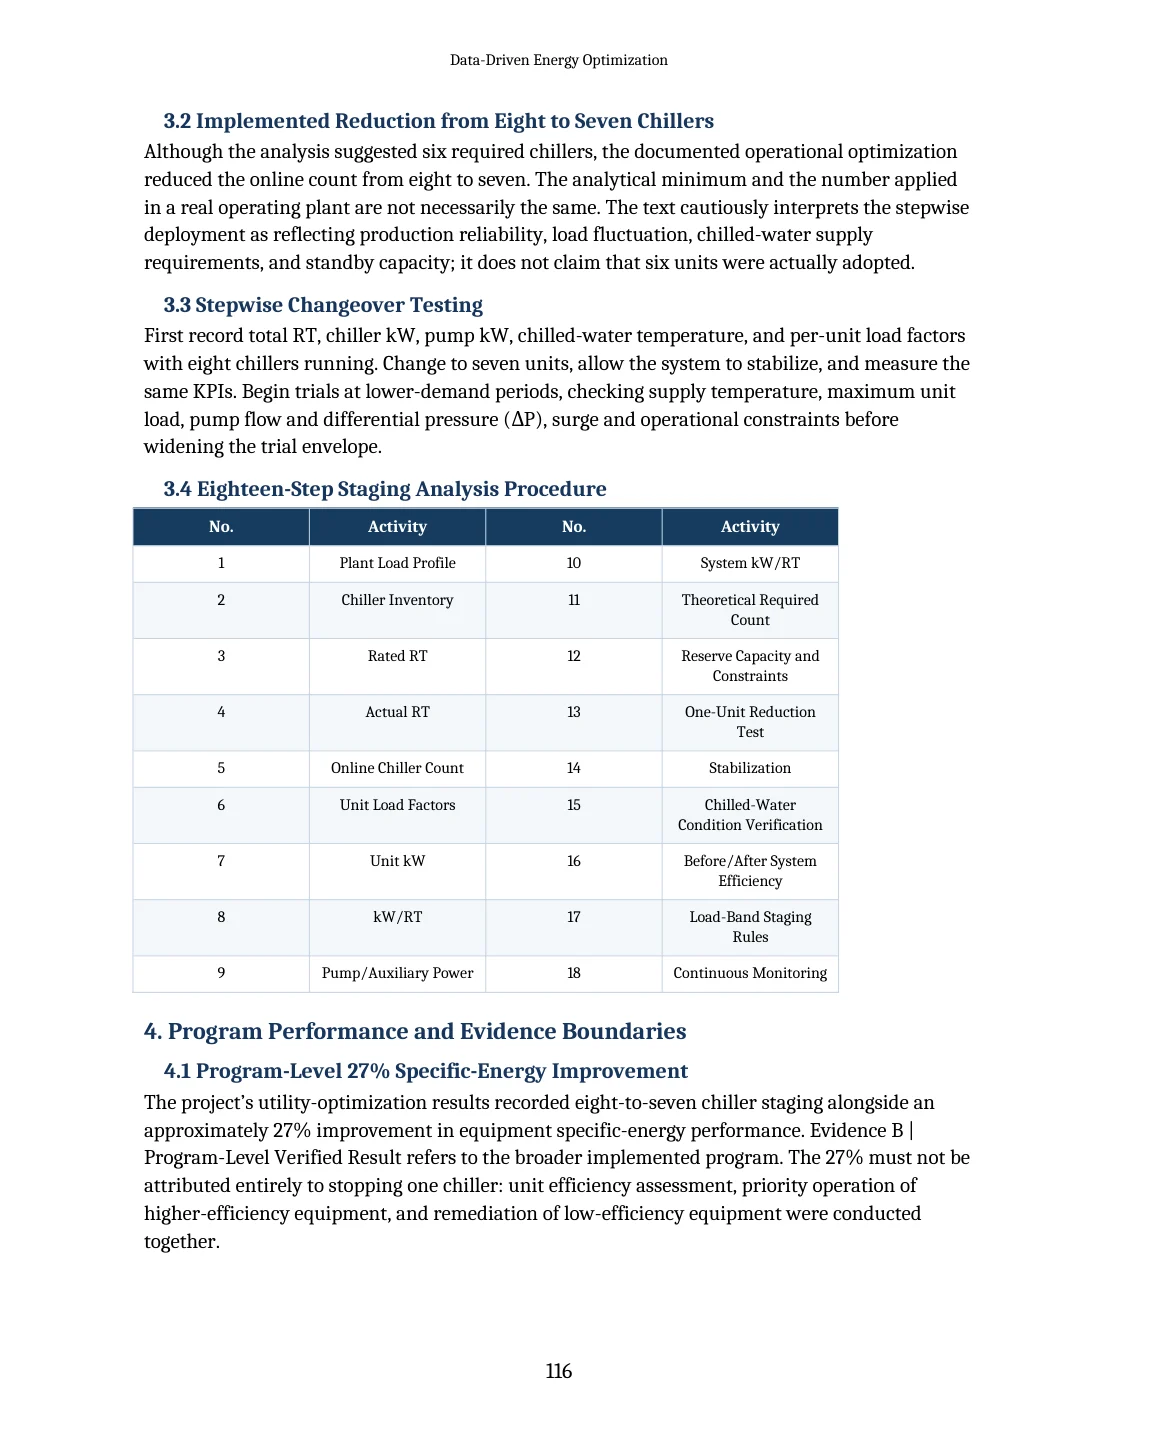 Data-Driven Energy Optimization
3.2 Implemented Reduction from Eight to Seven Chillers
Although the analysis suggested six required chillers, the documented operational optimization
reduced the online count from eight to seven. The analytical minimum and the number applied
in a real operating plant are not necessarily the same. The text cautiously interprets the stepwise
deployment as reflecting production reliability, load fluctuation, chilled-water supply
requirements, and standby capacity; it does not claim that six units were actually adopted.
3.3 Stepwise Changeover Testing
First record total RT, chiller kW, pump kW, chilled-water temperature, and per-unit load factors
with eight chillers running. Change to seven units, allow the system to stabilize, and measure the
same KPIs. Begin trials at lower-demand periods, checking supply temperature, maximum unit
load, pump flow and differential pressure (ΔP), surge and operational constraints before
widening the trial envelope.
3.4 Eighteen-Step Staging Analysis Procedure
No. Activity No. Activity
1 Plant Load Profile 10 System kW/RT
2 Chiller Inventory 11 Theoretical Required
Count
3 Rated RT 12 Reserve Capacity and
Constraints
4 Actual RT 13 One-Unit Reduction
Test
5 Online Chiller Count 14 Stabilization
6 Unit Load Factors 15 Chilled-Water
Condition Verification
7 Unit kW 16 Before/After System
Efficiency
8 kW/RT 17 Load-Band Staging
Rules
9 Pump/Auxiliary Power 18 Continuous Monitoring
4. Program Performance and Evidence Boundaries
4.1 Program-Level 27% Specific-Energy Improvement
The project’s utility-optimization results recorded eight-to-seven chiller staging alongside an
approximately 27% improvement in equipment specific-energy performance. Evidence B |
Program-Level Verified Result refers to the broader implemented program. The 27% must not be
attributed entirely to stopping one chiller: unit efficiency assessment, priority operation of
higher-efficiency equipment, and remediation of low-efficiency equipment were conducted
together.
116